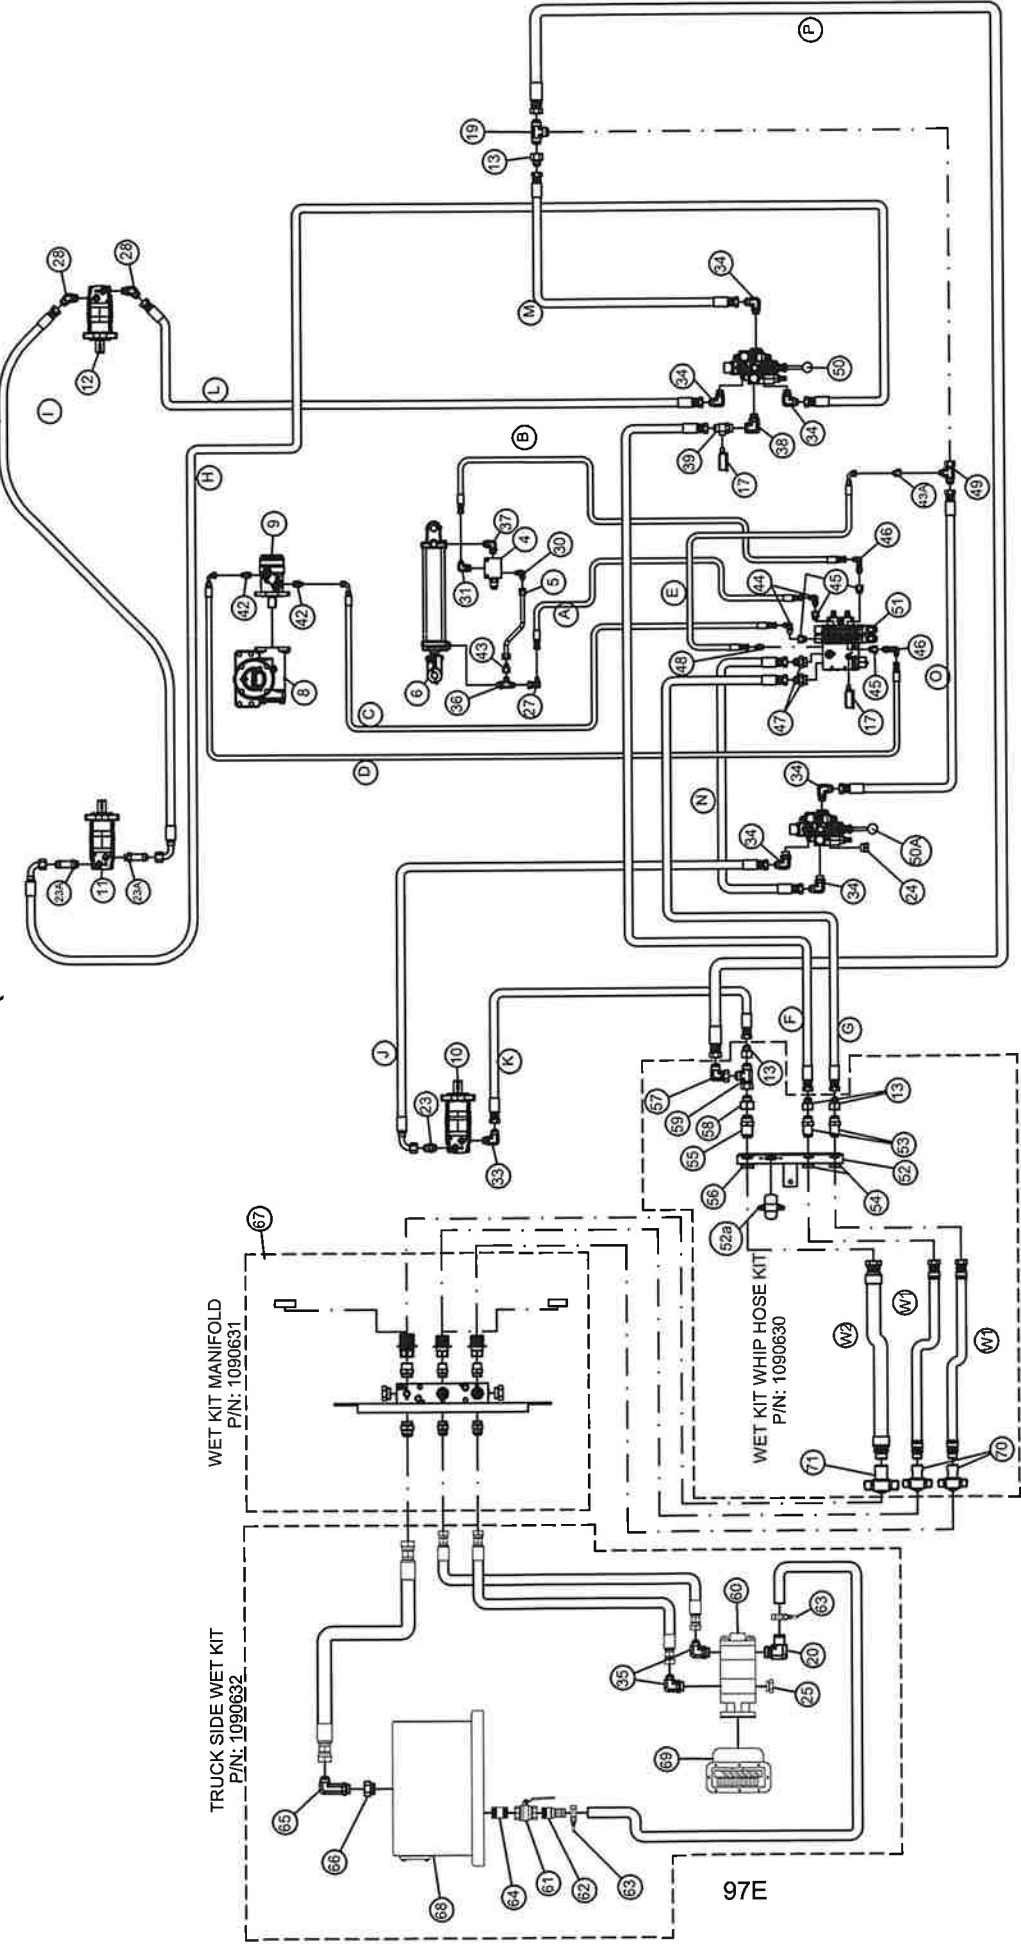 P
19
13
28
28
34
M
12
L
50
34
34
I
B
38
39
17
H
43A
49
37
4
9
31
30
46
5
44
45
E
42
42
A
51
43
48
6
8
36
27
45
46
O
C
47
17
D
34
N
34
50A
23A
11
23A
34
24
J
10
K
F
G
57
13
23
59
58
13
33
55
53
56
52
54
52a
67
WET KIT MANIFOLD
P/N: 1090631
WET KIT WHIP HOSE KIT
P/N: 1090630
W2
W1
W1
71
70
TRUCK SIDE WET KIT
P/N: 1090632
60
63
35
20
25
69
65
66
68
64
61
62
63
97E